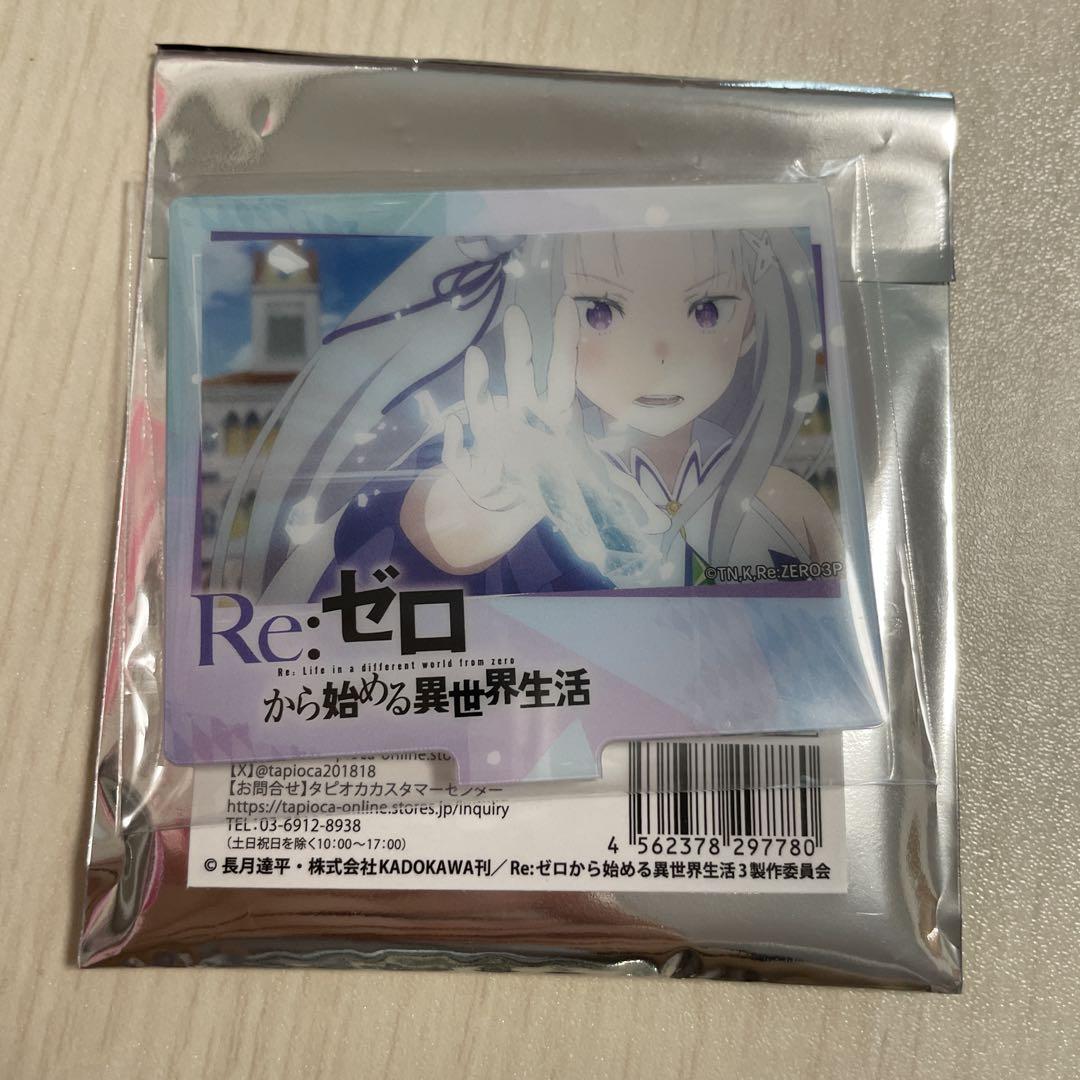 ©TN,K,Re:ZERO3P
Re:ゼロ
Re: Life in a different world from zero
から始める異世界生活
【X】@tapioca201818
【お問合せ】タピオカカスタマーセンター
https://tapioca-online.stores.jp/inquiry
TEL:03-6912-8938
(土日祝日を除く10:00〜17:00)
4 562378 297780
© 長月達平・株式会社KADOKAWA刊/Re:ゼロから始める異世界生活3製作委員会